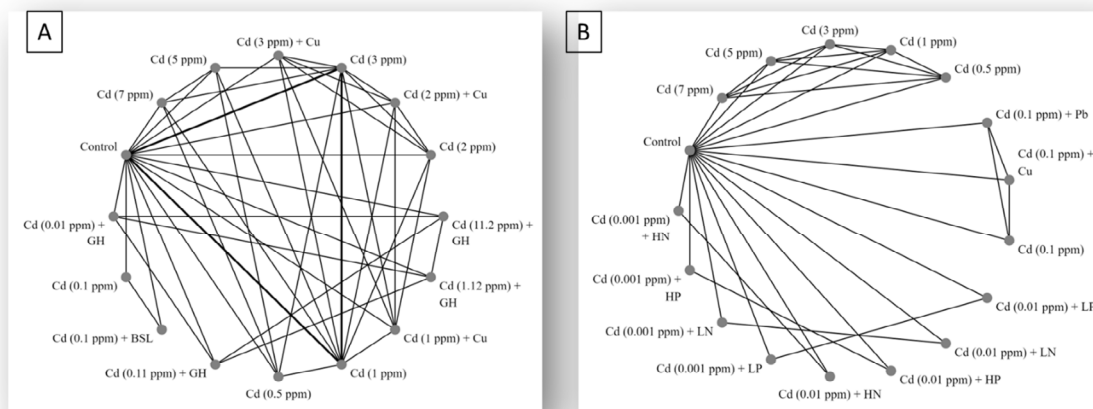 A
Cd (3 ppm) + Cu
Cd (5 ppm)
Cd (3 ppm)
Cd (7 ppm)
Cd (2 ppm) + Cu
Control
Cd (2 ppm)
Cd (0.01 ppm) +
GH
Cd (11.2 ppm) +
GH
Cd (0.1 ppm)
Cd (1.12 ppm) +
GH
Cd (0.1 ppm) + BSL
Cd (1 ppm) + Cu
Cd (0.11 ppm) + GH
Cd (1 ppm)
Cd (0.5 ppm)
B
Cd (3 ppm)
Cd (1 ppm)
Cd (5 ppm)
Cd (0.5 ppm)
Cd (7 ppm)
Cd (0.1 ppm) + Pb
Control
Cd (0.1 ppm) +
Cu
Cd (0.001 ppm)
+ HN
Cd (0.1 ppm)
Cd (0.001 ppm) +
HP
Cd (0.01 ppm) + LP
Cd (0.001 ppm) + LN
Cd (0.01 ppm) + LN
Cd (0.001 ppm) + LP
Cd (0.01 ppm) + HP
Cd (0.01 ppm) + HN